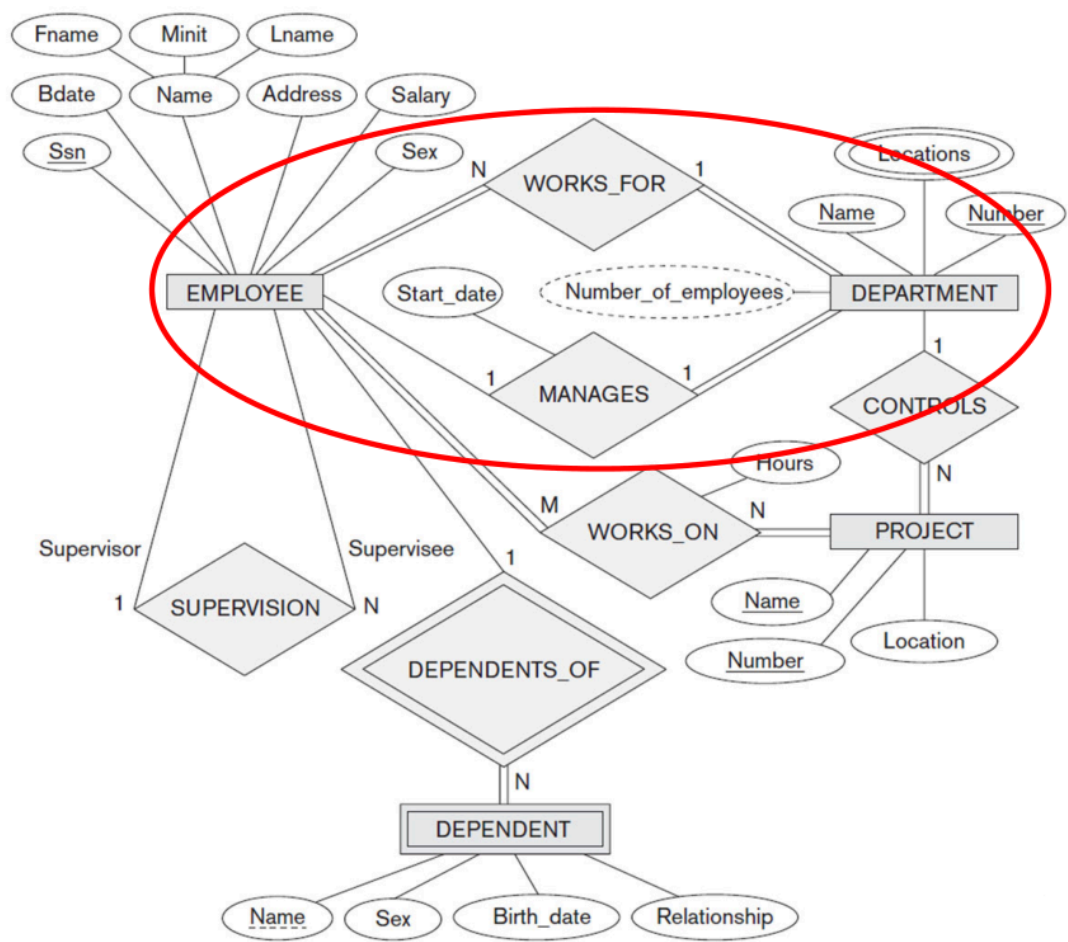 Fname
Minit
Lname
Bdate
Name
Address
Salary
Ssn
Sex
Locations
N
WORKS_FOR
1
Name
Number
EMPLOYEE
Start_date
Number_of_employees
DEPARTMENT
1
MANAGES
1
1
CONTROLS
Hours
N
M
WORKS_ON
N
PROJECT
Supervisor
Supervisee
1
1
SUPERVISION
N
Name
Location
Number
DEPENDENTS_OF
N
DEPENDENT
Name
Sex
Birth_date
Relationship